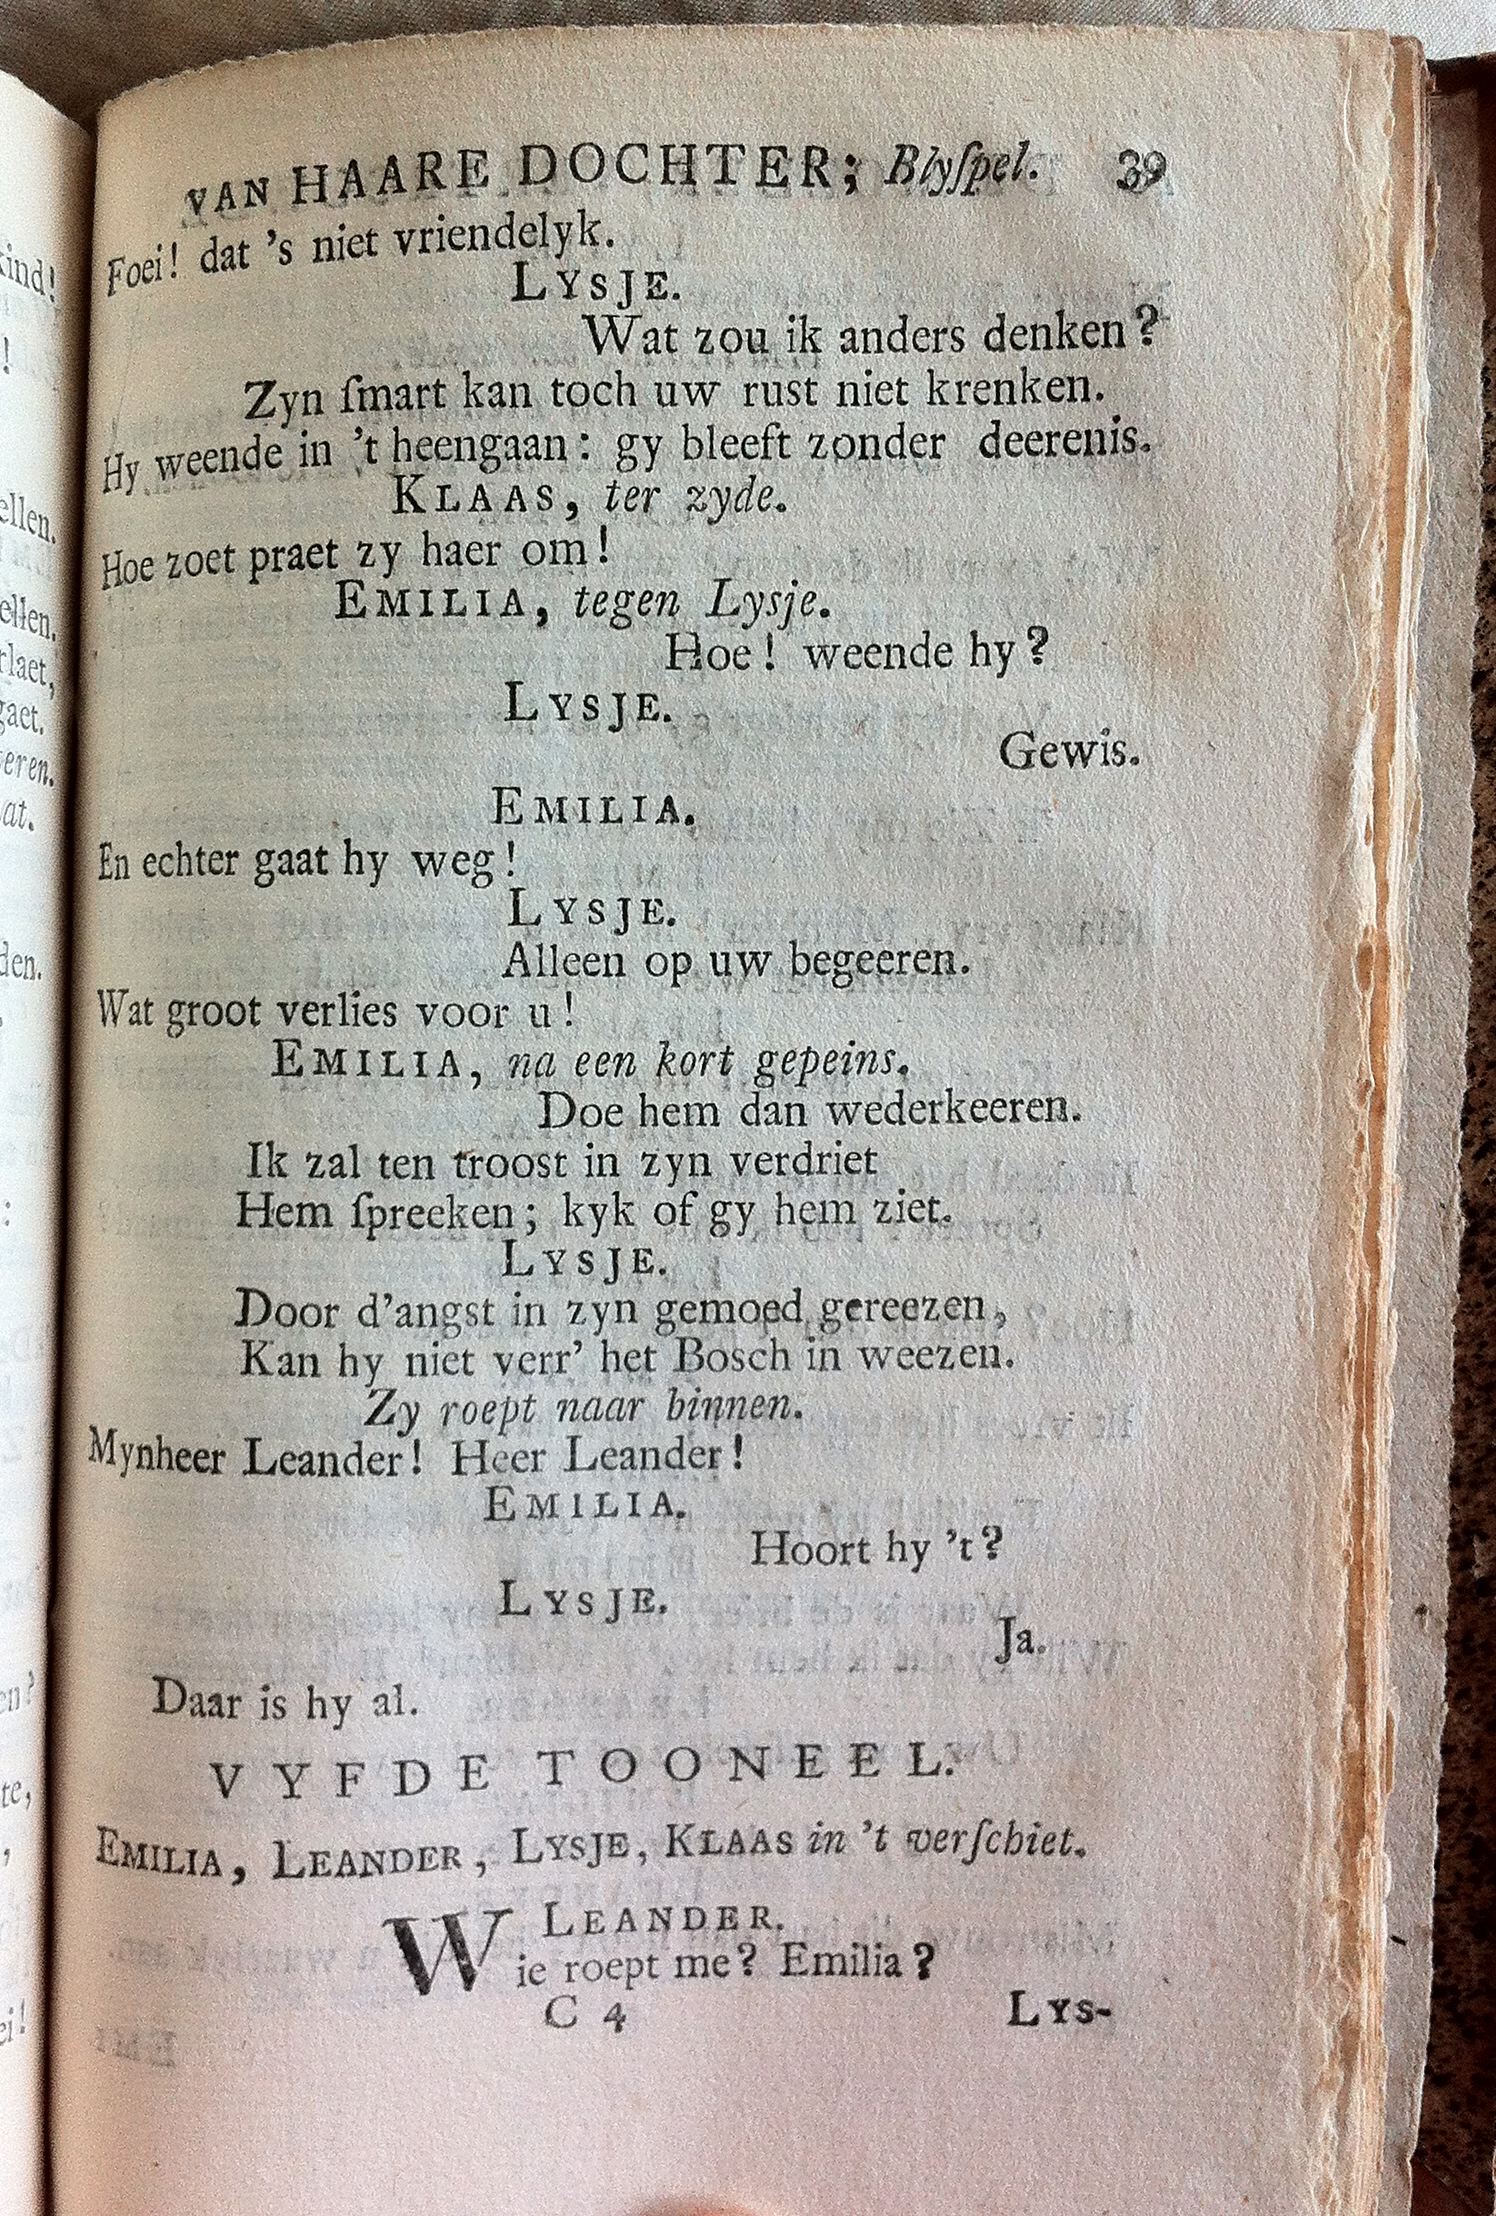 VAN HAARE DOCHTER; Blyſpel. 39
Foei! dat 's niet vriendelyk.
LYSJE.
Wat zou ik anders denken?
Zyn ſmart kan toch uw rust niet krenken.
Hy weende in 't heengaan: gy bleeft zonder deerenis.
KLAAS, ter zyde.
Hoe zoet praet zy haer om!
EMILIA, tegen Lysje.
Hoe! weende hy?
LYSJE.
Gewis.
EMILIA.
En echter gaat hy weg!
LYSJE.
Alleen op uw begeeren.
Wat groot verlies voor u!
EMILIA, na een kort gepeins.
Doe hem dan wederkeeren.
Ik zal ten troost in zyn verdriet
Hem ſpreeken; kyk of gy hem ziet.
LYSJE.
Door d'angst in zyn gemoed gereezen,
Kan hy niet verr' het Bosch in weezen.
Zy roept naar binnen.
Mynheer Leander! Heer Leander!
EMILIA.
Hoort hy 't?
LYSJE.
Ja.
Daar is hy al.
VYFDE TOONEEL.
EMILIA, LEANDER, LYSJE, KLAAS in 't verſchiet.
LEANDER.
Wie roept me? Emilia?
C 4 LYS-